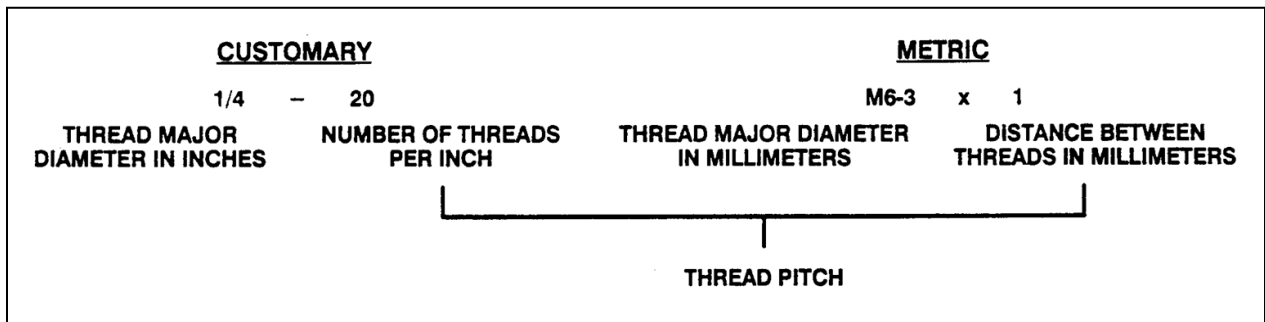 CUSTOMARY
1/4 – 20
THREAD MAJOR
DIAMETER IN INCHES
NUMBER OF THREADS
PER INCH
METRIC
M6-3 x 1
THREAD MAJOR DIAMETER
IN MILLIMETERS
DISTANCE BETWEEN
THREADS IN MILLIMETERS
THREAD PITCH